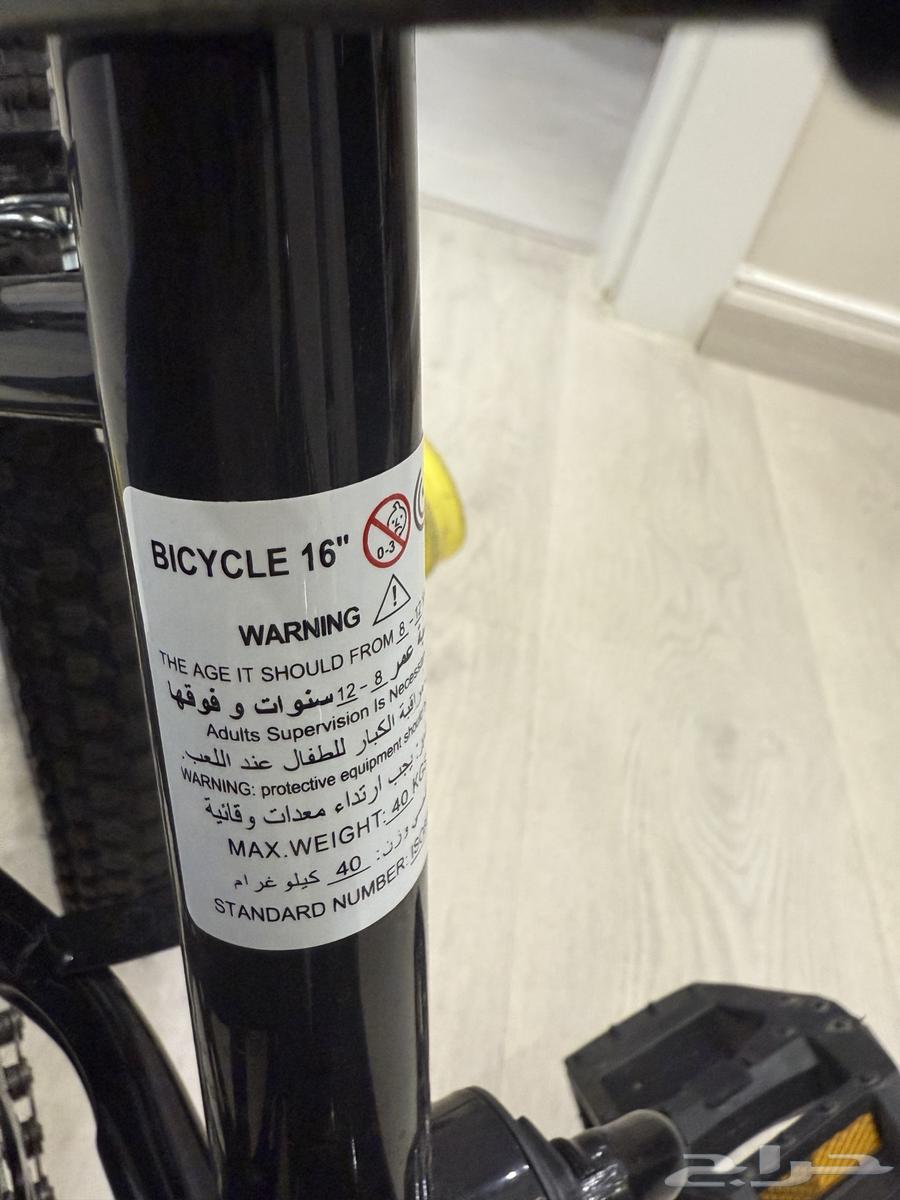 BICYCLE 16"
0-3
WARNING
THE AGE IT SHOULD FROM 8 - 12
عمر 8 - 12 سنوات و فوقها
Adults Supervision Is
الكبار للطفال عند اللعب.
WARNING: protective equipment
يجب ارتداء معدات وقائية
MAX.WEIGHT: 40 KG
وزن: 40 كيلو غرام
STANDARD NUMBER:
حراج